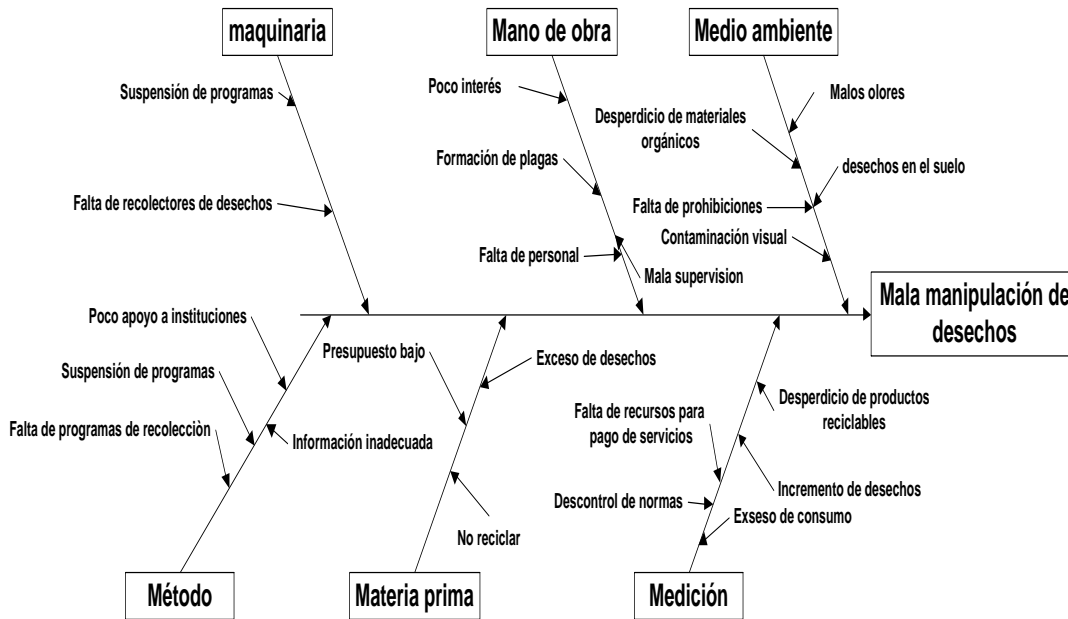 maquinaria
Mano de obra
Medio ambiente
Suspensión de programas
Falta de recolectores de desechos
Poco interés
Formación de plagas
Falta de personal
Mala supervision
Malos olores
Desperdicio de materiales
orgánicos
desechos en el suelo
Falta de prohibiciones
Contaminación visual
Mala manipulación de
desechos
Poco apoyo a instituciones
Suspensión de programas
Falta de programas de recolecciòn
Información inadecuada
Presupuesto bajo
Exceso de desechos
No reciclar
Falta de recursos para
pago de servicios
Desperdicio de productos
reciclables
Descontrol de normas
Incremento de desechos
Exseso de consumo
Método
Materia prima
Medición